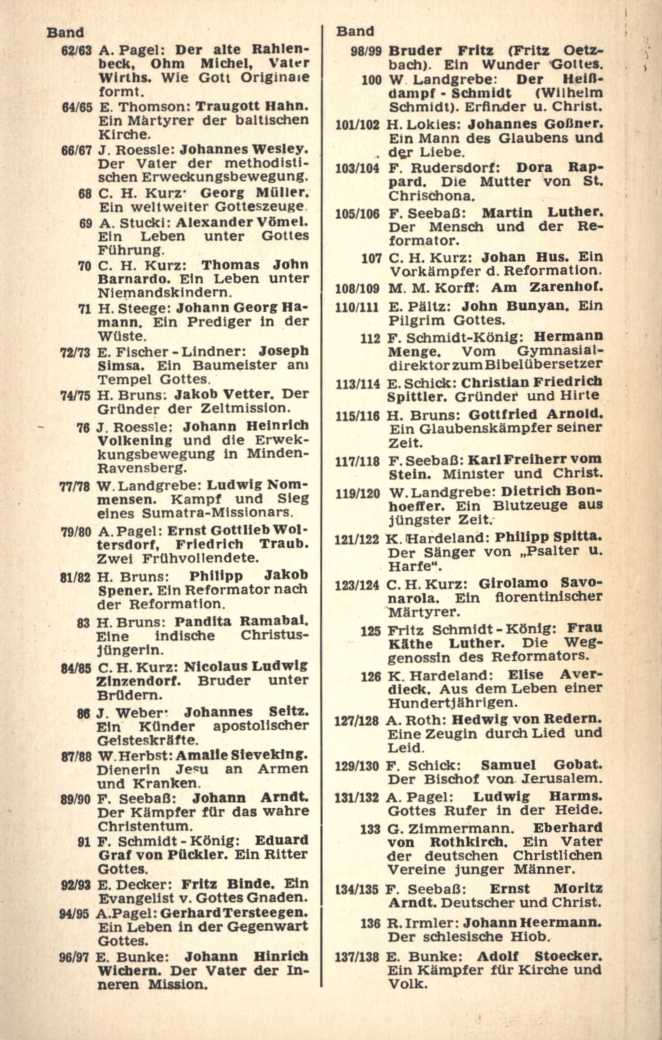 Band
62/63 A. Pagel: Der alte Rahlen-
beck, Ohm Michel, Vater
Wirths. Wie Gott Originale
formt.
64/65 E. Thomson: Traugott Hahn.
Ein Märtyrer der baltischen
Kirche.
66/67 J. Roessle: Johannes Wesley.
Der Vater der methodisti-
schen Erweckungsbewegung.
68 C. H. Kurz: Georg Müller.
Ein weltweiter Gotteszeuge.
69 A. Stucki: Alexander Vömel.
Ein Leben unter Gottes
Führung.
70 C. H. Kurz: Thomas John
Barnardo. Ein Leben unter
Niemandskindern.
71 H. Steege: Johann Georg Ha-
mann. Ein Prediger in der
Wüste.
72/73 E. Fischer-Lindner: Joseph
Simsa. Ein Baumeister am
Tempel Gottes.
74/75 H. Bruns: Jakob Vetter. Der
Gründer der Zeltmission.
76 J. Roessle: Johann Heinrich
Volkening und die Erwek-
kungsbewegung in Minden-
Ravensberg.
77/78 W. Landgrebe: Ludwig Nom-
mensen. Kampf und Sieg
eines Sumatra-Missionars.
79/80 A. Pagel: Ernst Gottlieb Wol-
tersdorf, Friedrich Traub.
Zwei Frühvollendete.
81/82 H. Bruns: Philipp Jakob
Spener. Ein Reformator nach
der Reformation.
83 H. Bruns: Pandita Ramabai.
Eine indische Christus-
jüngerin.
84/85 C. H. Kurz: Nicolaus Ludwig
Zinzendorf. Bruder unter
Brüdern.
86 J. Weber: Johannes Seitz.
Ein Künder apostolischer
Geisteskräfte.
87/88 W. Herbst: Amalie Sieveking.
Dienerin Jesu an Armen
und Kranken.
89/90 F. Seebaß: Johann Arndt.
Der Kämpfer für das wahre
Christentum.
91 F. Schmidt-König: Eduard
Graf von Pückler. Ein Ritter
Gottes.
92/93 E. Decker: Fritz Binde. Ein
Evangelist v. Gottes Gnaden.
94/95 A. Pagel: Gerhard Tersteegen.
Ein Leben in der Gegenwart
Gottes.
96/97 E. Bunke: Johann Hinrich
Wichern. Der Vater der In-
neren Mission.
Band
98/99 Bruder Fritz (Fritz Oetz-
bach). Ein Wunder Gottes.
100 W. Landgrebe: Der Heiß-
dampf-Schmidt (Wilhelm
Schmidt). Erfinder u. Christ.
101/102 H. Lokies: Johannes Goßner.
Ein Mann des Glaubens und
der Liebe.
103/104 F. Rudersdorf: Dora Rap-
pard. Die Mutter von St.
Chrischona.
105/106 F. Seebaß: Martin Luther.
Der Mensch und der Re-
formator.
107 C. H. Kurz: Johan Hus. Ein
Vorkämpfer d. Reformation.
108/109 M. M. Korff: Am Zarenhof.
110/111 E. Pältz: John Bunyan. Ein
Pilgrim Gottes.
112 F. Schmidt-König: Hermann
Menge. Vom Gymnasial-
direktor zum Bibelübersetzer
113/114 E. Schick: Christian Friedrich
Spittler. Gründer und Hirte
115/116 H. Bruns: Gottfried Arnold.
Ein Glaubenskämpfer seiner
Zeit.
117/118 F. Seebaß: Karl Freiherr vom
Stein. Minister und Christ.
119/120 W. Landgrebe: Dietrich Bon-
hoeffer. Ein Blutzeuge aus
jüngster Zeit.
121/122 K. Hardeland: Philipp Spitta.
Der Sänger von „Psalter u.
Harfe“.
123/124 C. H. Kurz: Girolamo Savo-
narola. Ein florentinischer
Märtyrer.
125 Fritz Schmidt-König: Frau
Käthe Luther. Die Weg-
genossin des Reformators.
126 K. Hardeland: Elise Aver-
dieck. Aus dem Leben einer
Hundertjährigen.
127/128 A. Roth: Hedwig von Redern.
Eine Zeugin durch Lied und
Leid.
129/130 F. Schick: Samuel Gobat.
Der Bischof von Jerusalem.
131/132 A. Pagel: Ludwig Harms.
Gottes Rufer in der Heide.
133 G. Zimmermann. Eberhard
von Rothkirch. Ein Vater
der deutschen Christlichen
Vereine junger Männer.
134/135 F. Seebaß: Ernst Moritz
Arndt. Deutscher und Christ.
136 R. Irmler: Johann Heermann.
Der schlesische Hiob.
137/138 E. Bunke: Adolf Stoecker.
Ein Kämpfer für Kirche und
Volk.